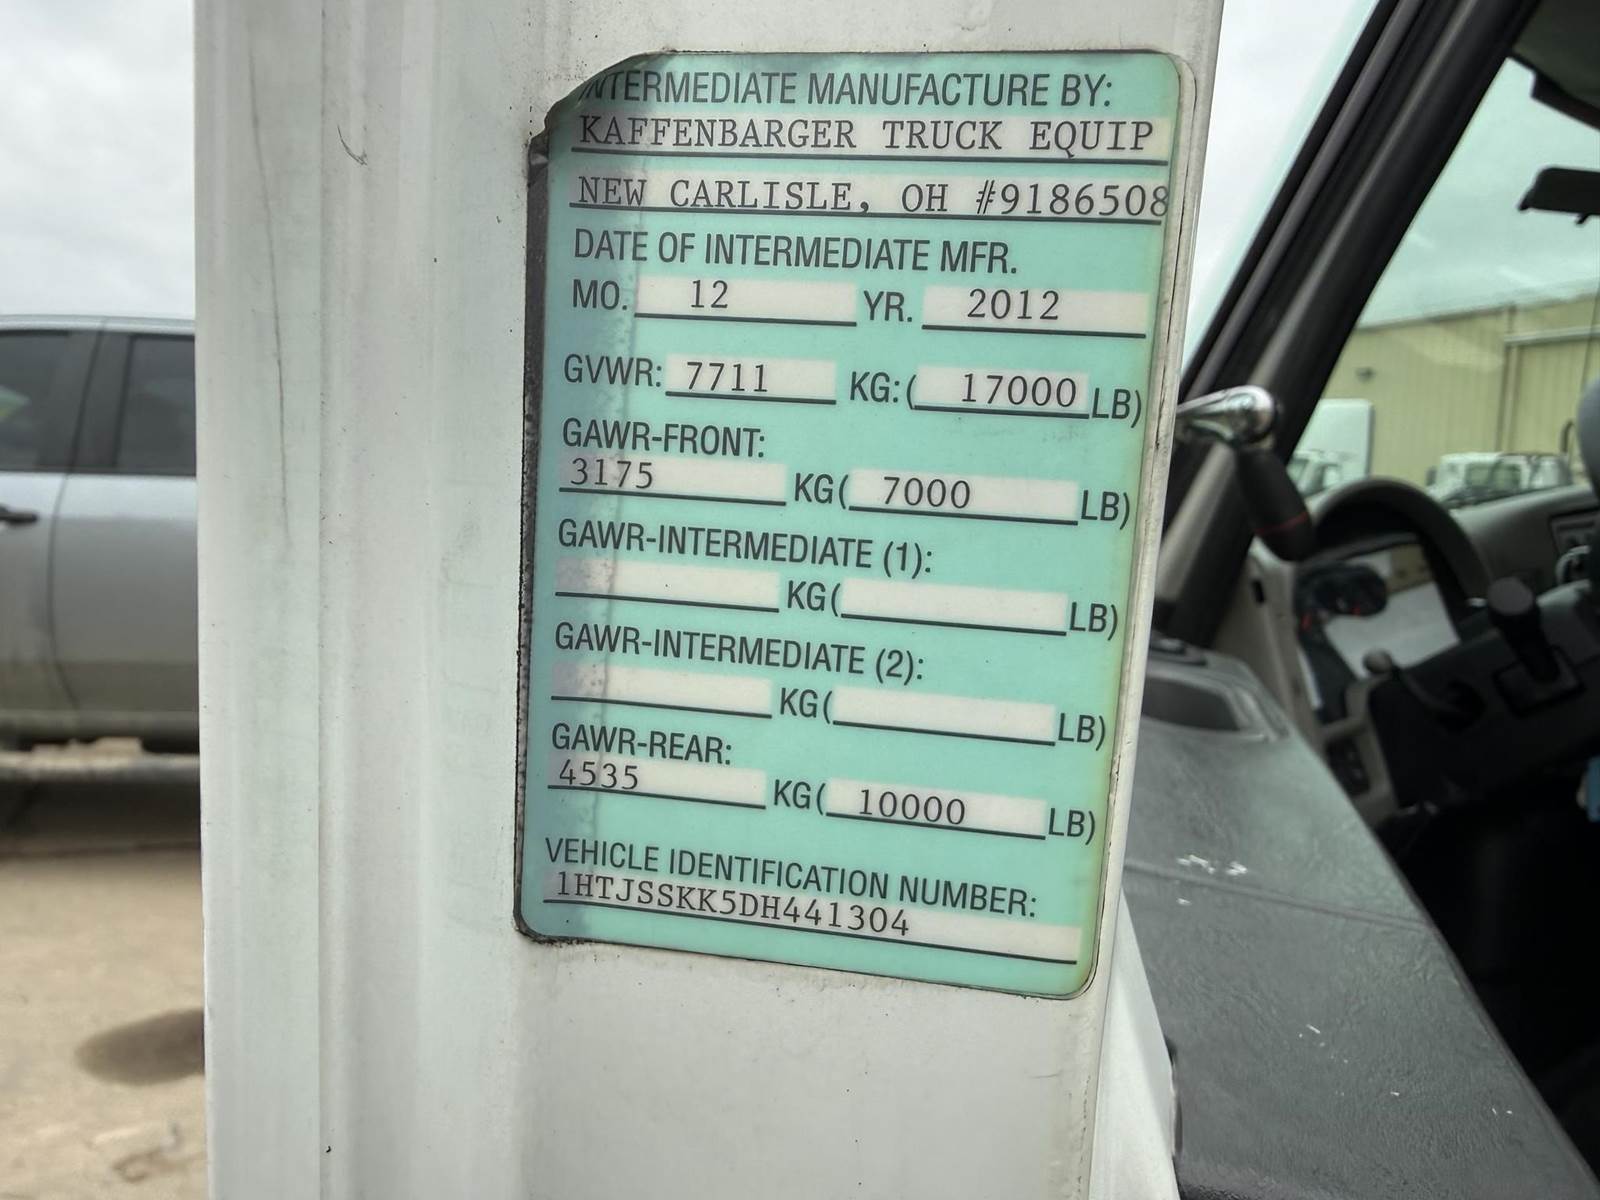 INTERMEDIATE MANUFACTURE BY:
KAFFENBARGER TRUCK EQUIP
NEW CARLISLE, OH #9186508
DATE OF INTERMEDIATE MFR.
MO. 12 YR. 2012
GVWR: 7711 KG: ( 17000 LB)
GAWR-FRONT:
3175 KG( 7000 LB)
GAWR-INTERMEDIATE (1):
KG( LB)
GAWR-INTERMEDIATE (2):
KG( LB)
GAWR-REAR:
4535 KG( 10000 LB)
VEHICLE IDENTIFICATION NUMBER:
1HTJSSKK5DH441304